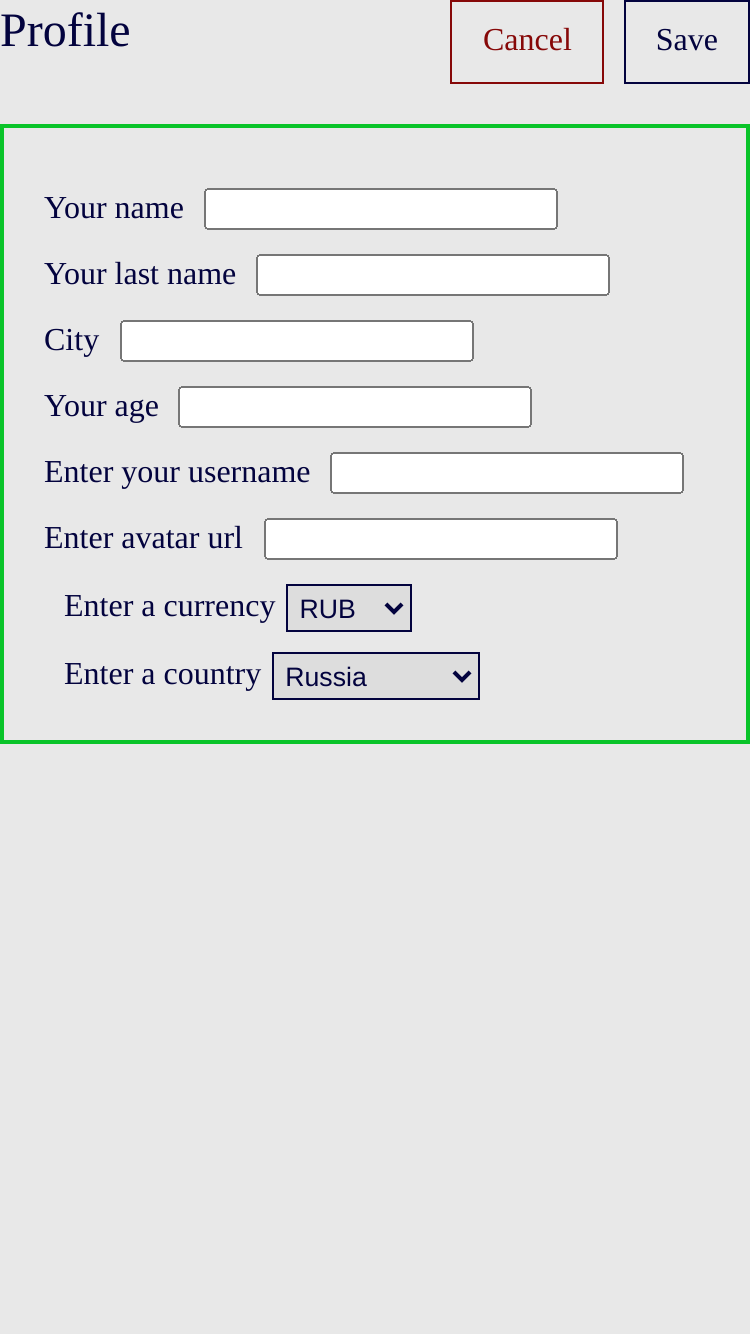 Profile Cancel Save
Your name
Your last name
City
Your age
Enter your username
Enter avatar url
Enter a currency RUB
Enter a country Russia